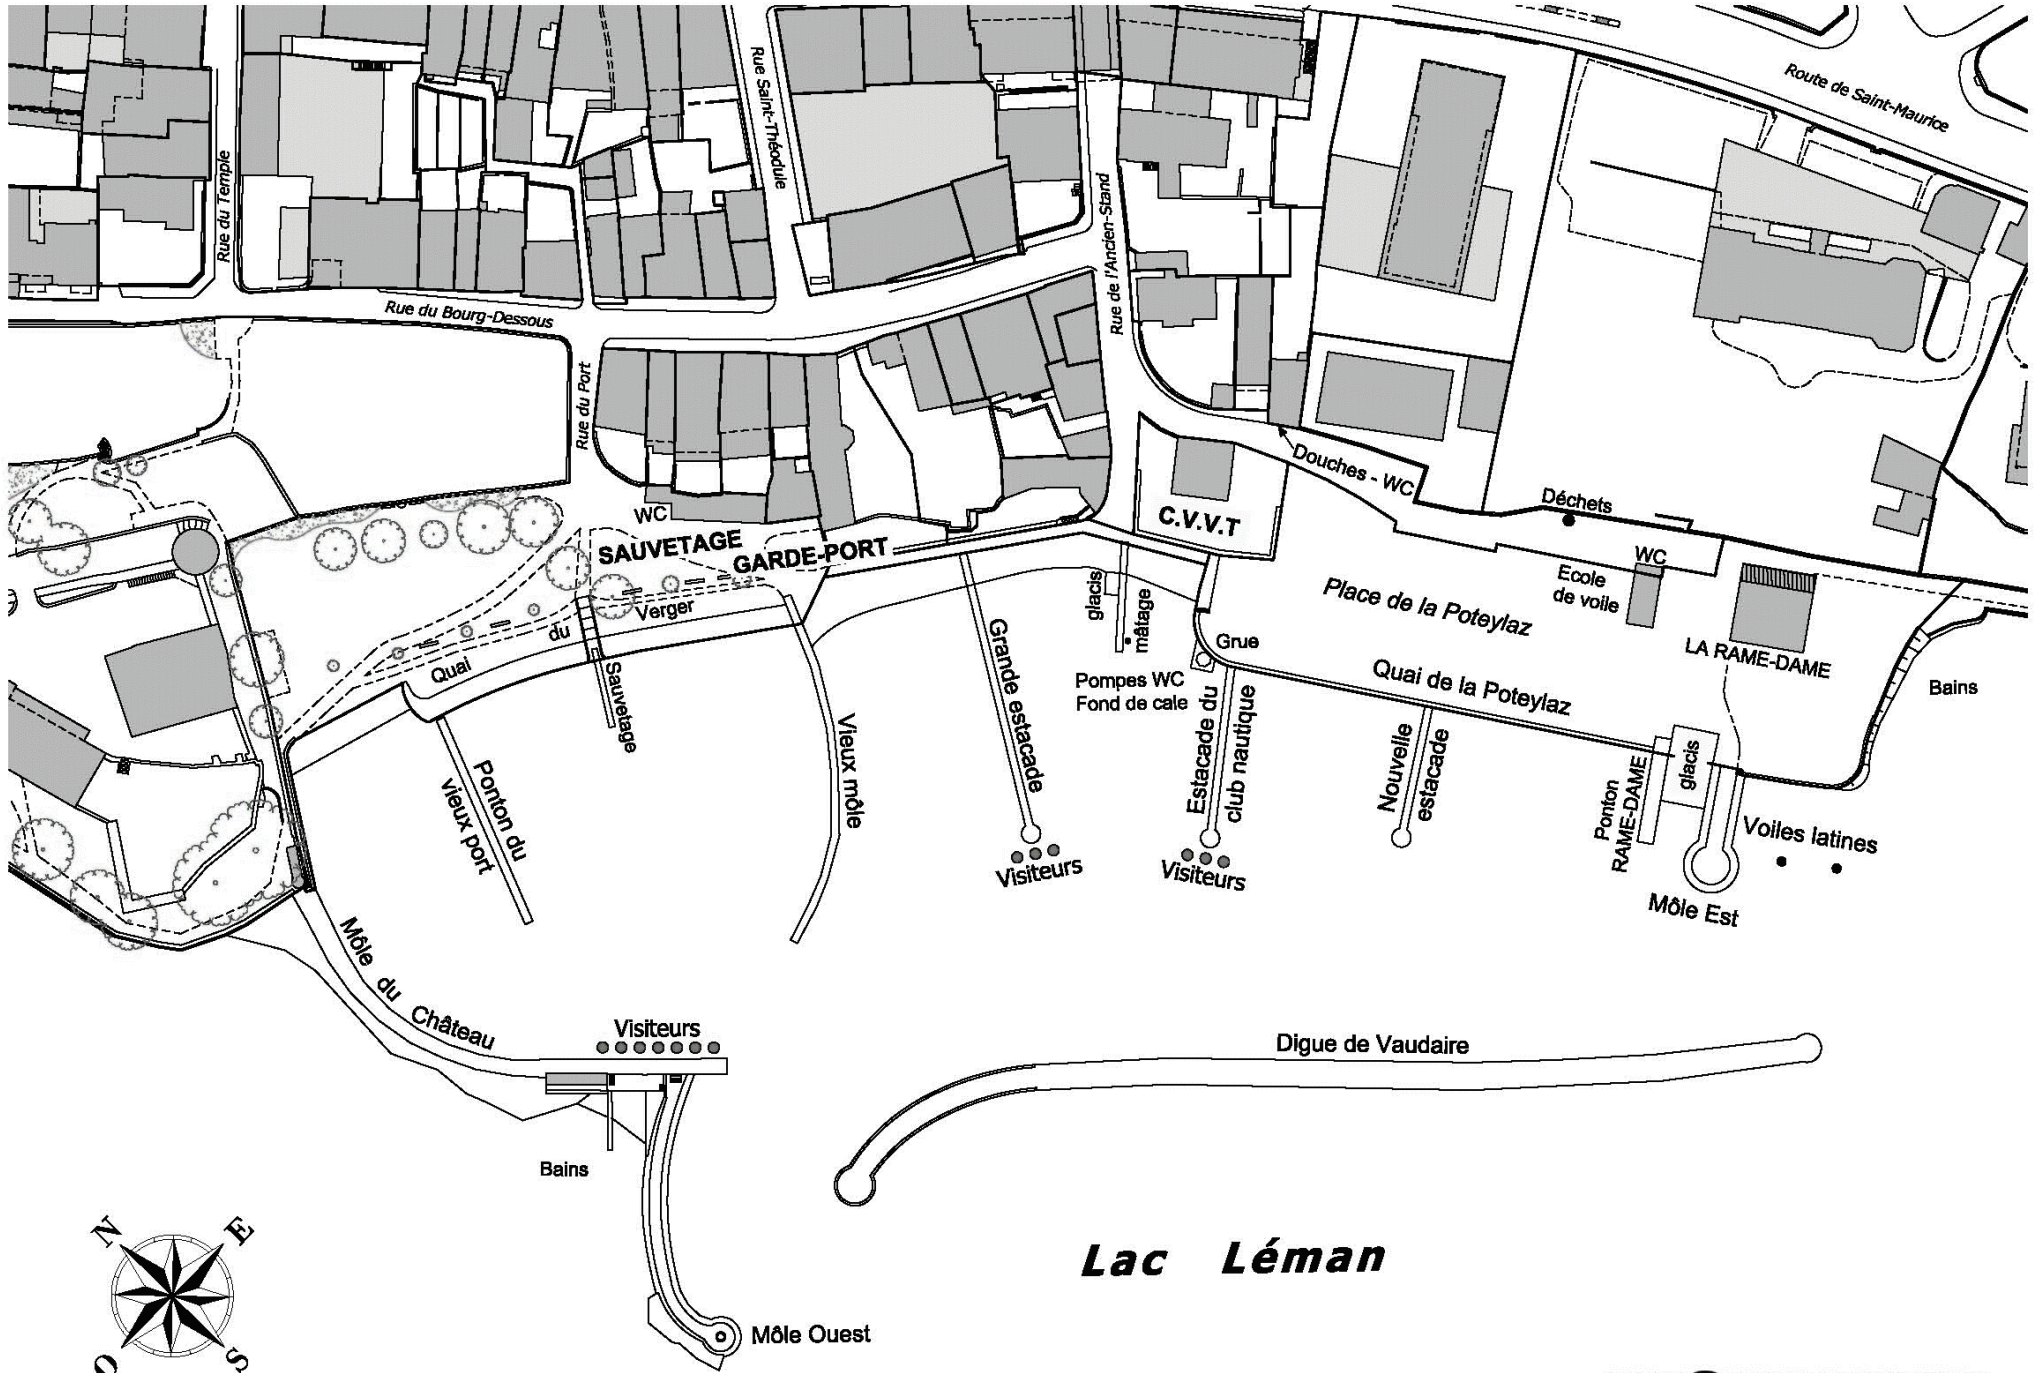 Route de Saint-Maurice
Rue du Temple
Rue Saint-Théodule
Rue de l'Ancien-Stand
Rue du Bourg-Dessous
Rue du Port
Douches - WC
Déchets
WC
C.V.V.T
SAUVETAGE
GARDE-PORT
WC
Ecole
de voile
glacis
mâtage
Place de la Poteylaz
Quai du Verger
LA RAME-DAME
Grue
Bains
Sauvetage
Pompes WC
Fond de cale
Quai de la Poteylaz
Grande estacade
Vieux môle
Ponton du
vieux port
Estacade du
club nautique
Nouvelle
estacade
glacis
Ponton
RAME-DAME
Voiles latines
Visiteurs
Visiteurs
Môle Est
Môle du Château
Visiteurs
Digue de Vaudaire
Bains
N
E
Lac Léman
O
S
Môle Ouest